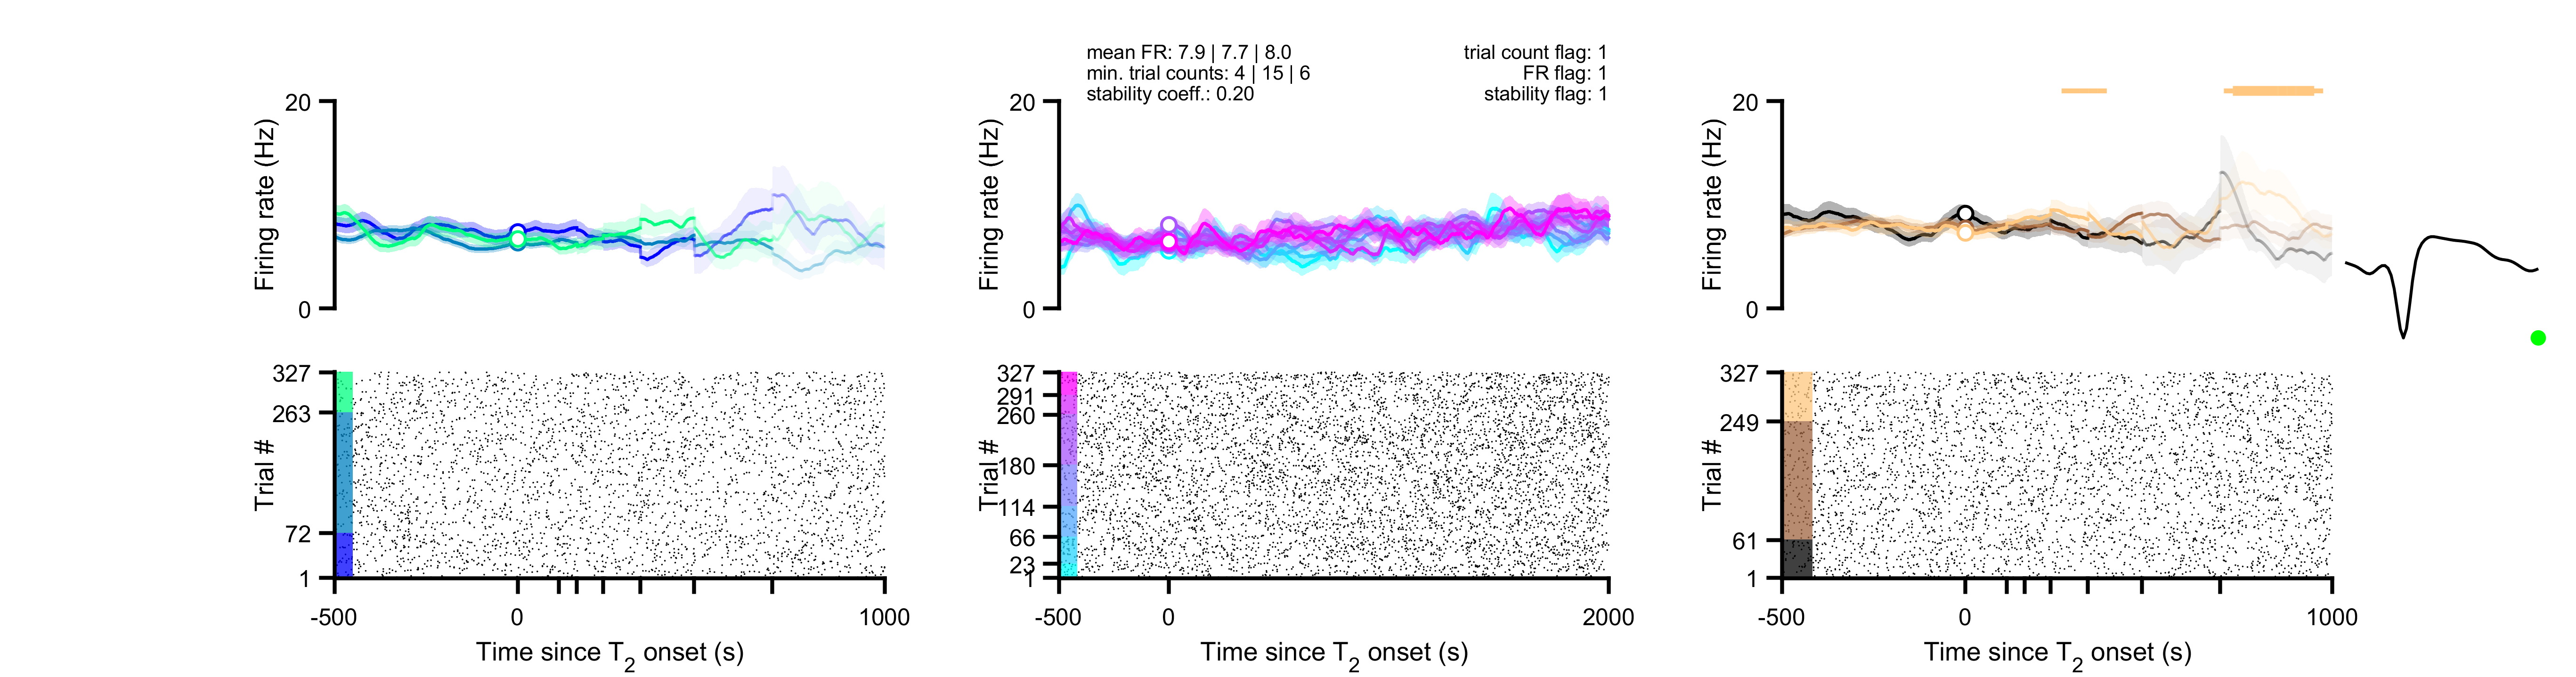 mean FR: 7.9 | 7.7 | 8.0
min. trial counts: 4 | 15 | 6
stability coeff.: 0.20
trial count flag: 1
FR flag: 1
stability flag: 1
20
Firing rate (Hz)
0
20
Firing rate (Hz)
0
20
Firing rate (Hz)
0
327
263
Trial #
72
1
-500
0
1000
Time since T2 onset (s)
327
291
260
Trial #
180
114
66
23
1
-500
0
2000
Time since T2 onset (s)
327
249
Trial #
61
1
-500
0
1000
Time since T2 onset (s)